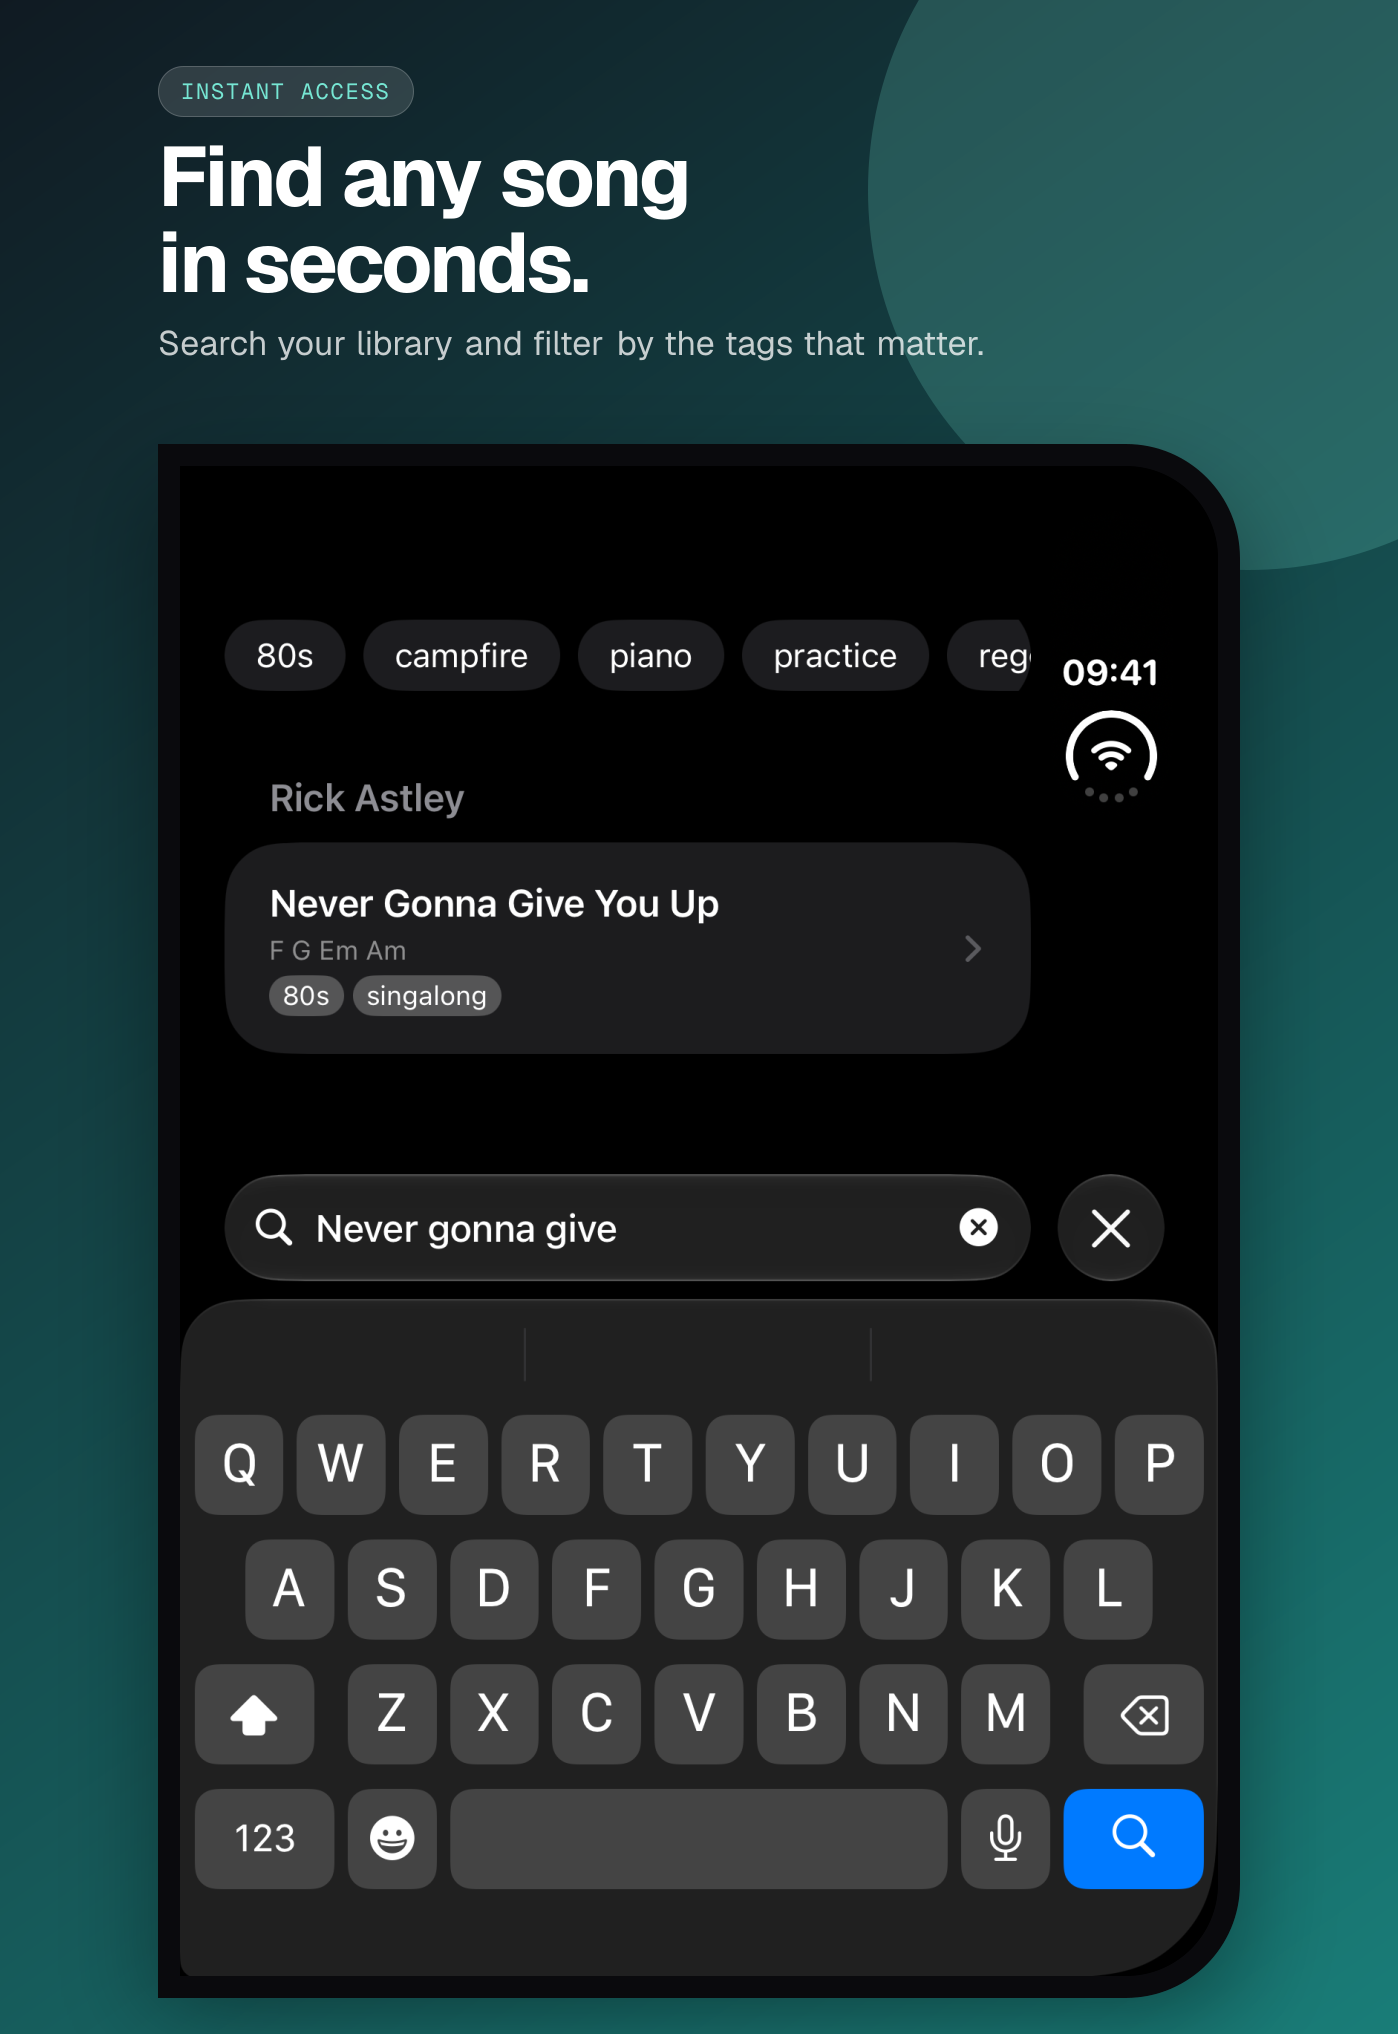 INSTANT ACCESS
Find any song
in seconds.
Search your library and filter by the tags that matter.
80s campfire piano practice
09:41
Rick Astley
Never Gonna Give You Up
F G Em Am
80s singalong
Never gonna give
Q W E R T Y U I O P
A S D F G H J K L
Z X C V B N M
123